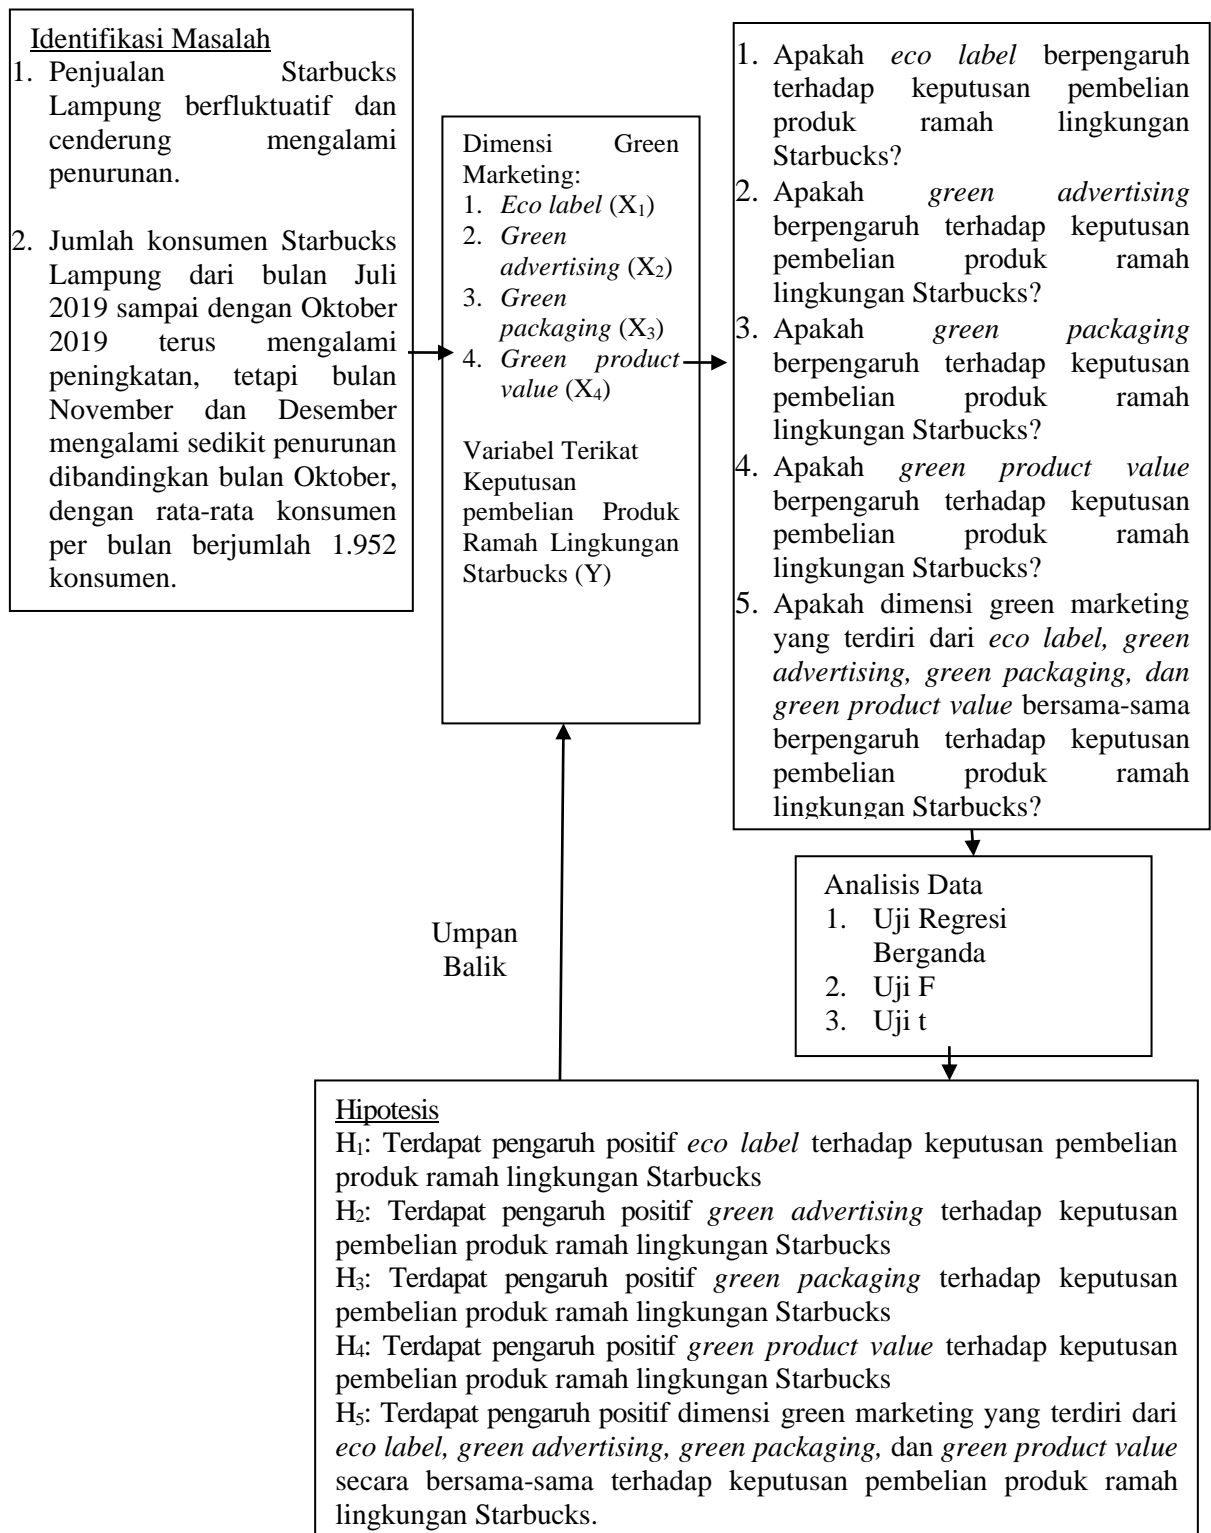 Identifikasi Masalah
1. Penjualan Starbucks
Lampung berfluktuatif dan
cenderung mengalami
penurunan.
2. Jumlah konsumen Starbucks
Lampung dari bulan Juli
2019 sampai dengan Oktober
2019 terus mengalami
peningkatan, tetapi bulan
November dan Desember
mengalami sedikit penurunan
dibandingkan bulan Oktober,
dengan rata-rata konsumen
per bulan berjumlah 1.952
konsumen.
Dimensi Green
Marketing:
1. Eco label (X₁)
2. Green
advertising (X₂)
3. Green
packaging (X₃)
4. Green product
value (X₄)
Variabel Terikat
Keputusan
pembelian Produk
Ramah Lingkungan
Starbucks (Y)
1. Apakah eco label berpengaruh
terhadap keputusan pembelian
produk ramah lingkungan
Starbucks?
2. Apakah green advertising
berpengaruh terhadap keputusan
pembelian produk ramah
lingkungan Starbucks?
3. Apakah green packaging
berpengaruh terhadap keputusan
pembelian produk ramah
lingkungan Starbucks?
4. Apakah green product value
berpengaruh terhadap keputusan
pembelian produk ramah
lingkungan Starbucks?
5. Apakah dimensi green marketing
yang terdiri dari eco label, green
advertising, green packaging, dan
green product value bersama-sama
berpengaruh terhadap keputusan
pembelian produk ramah
lingkungan Starbucks?
Analisis Data
1. Uji Regresi
Berganda
2. Uji F
3. Uji t
Umpan
Balik
Hipotesis
H₁: Terdapat pengaruh positif eco label terhadap keputusan pembelian
produk ramah lingkungan Starbucks
H₂: Terdapat pengaruh positif green advertising terhadap keputusan
pembelian produk ramah lingkungan Starbucks
H₃: Terdapat pengaruh positif green packaging terhadap keputusan
pembelian produk ramah lingkungan Starbucks
H₄: Terdapat pengaruh positif green product value terhadap keputusan
pembelian produk ramah lingkungan Starbucks
H₅: Terdapat pengaruh positif dimensi green marketing yang terdiri dari
eco label, green advertising, green packaging, dan green product value
secara bersama-sama terhadap keputusan pembelian produk ramah
lingkungan Starbucks.